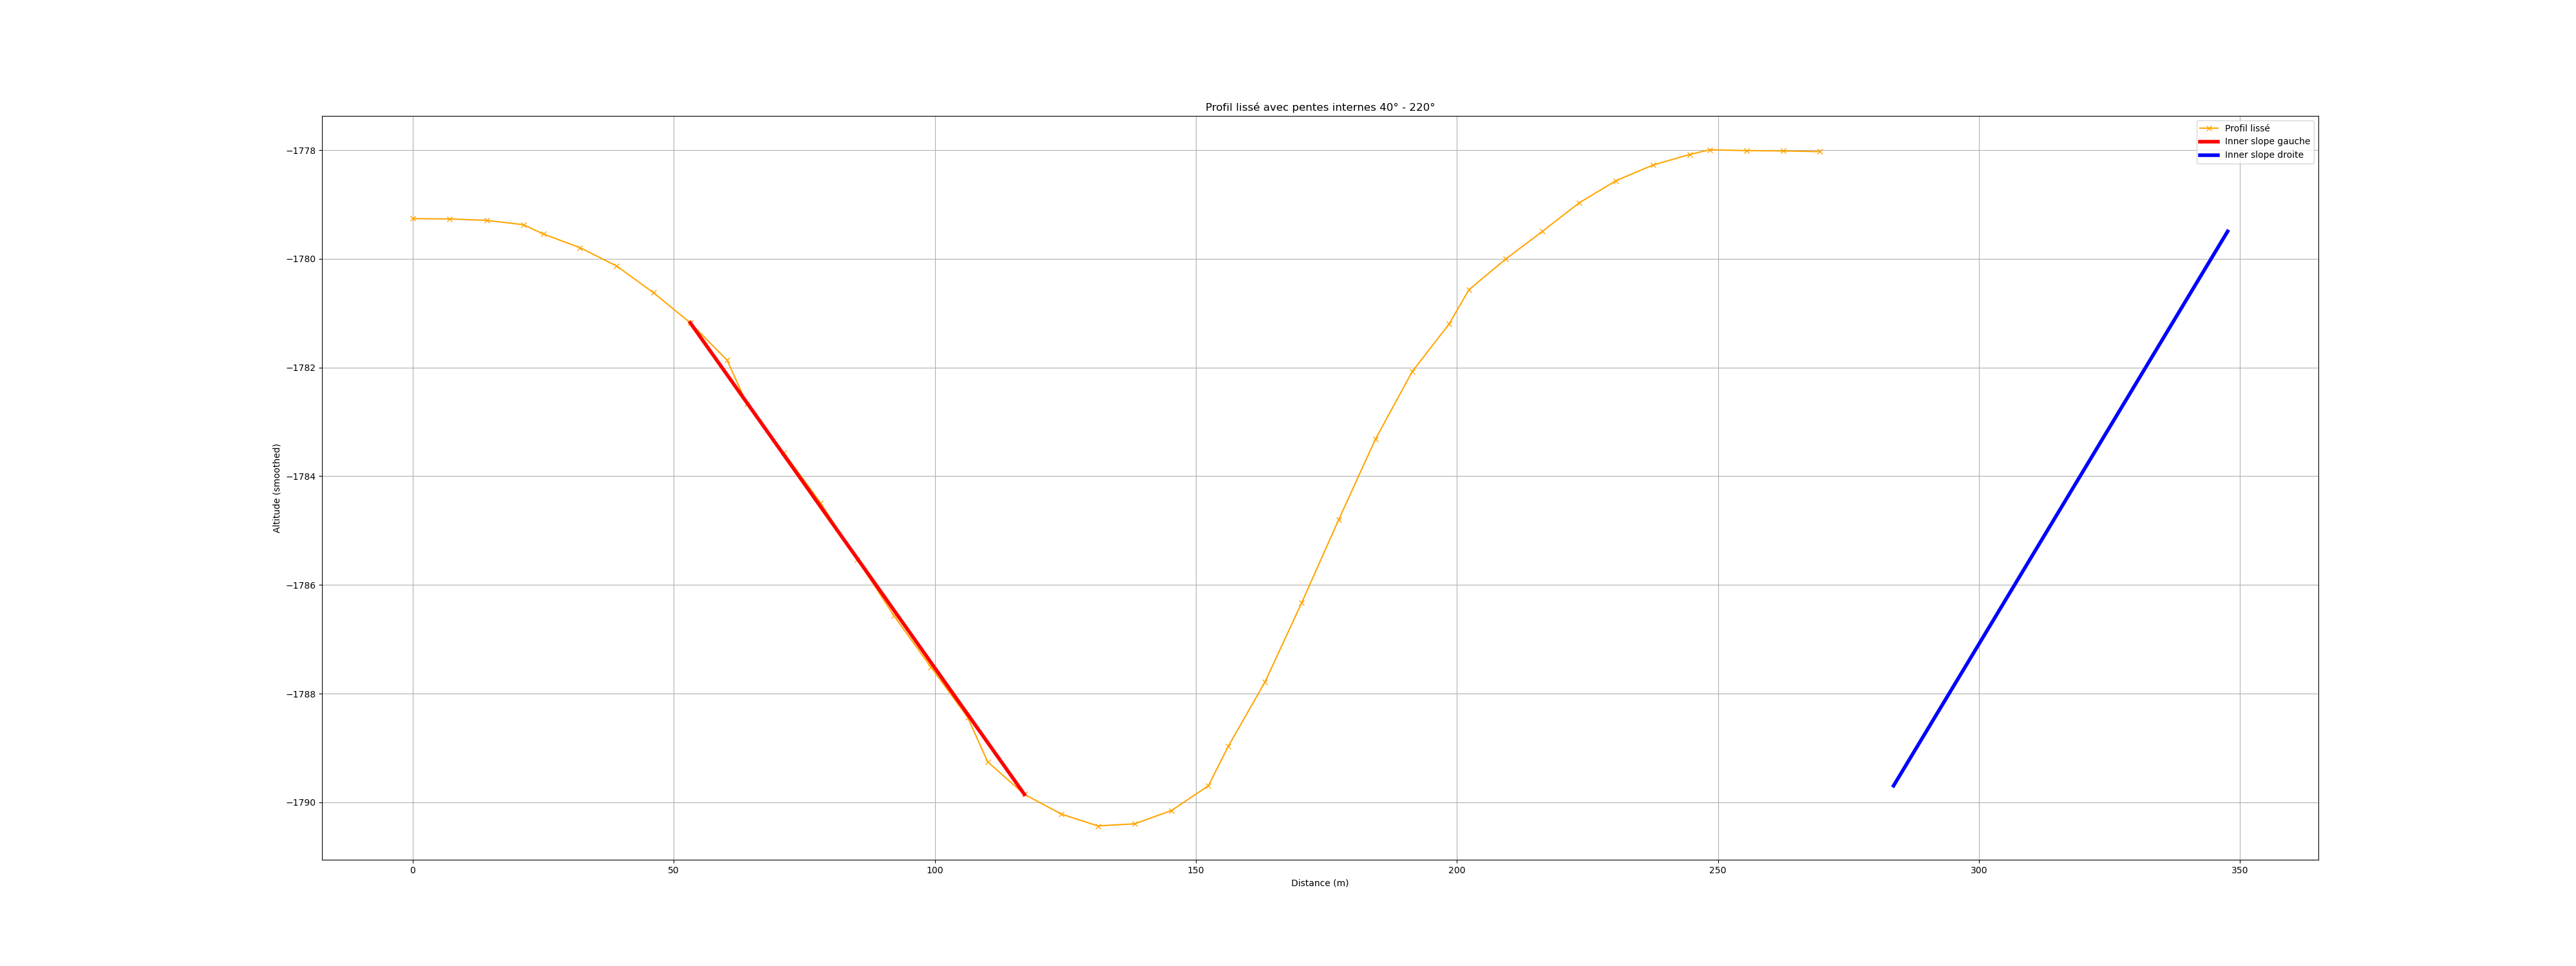 Profil lissé avec pentes internes 40° - 220°
Profil lissé
Inner slope gauche
Inner slope droite
−1778
−1780
−1782
−1784
−1786
−1788
−1790
Altitude (smoothed)
0 50 100 150 200 250 300 350
Distance (m)